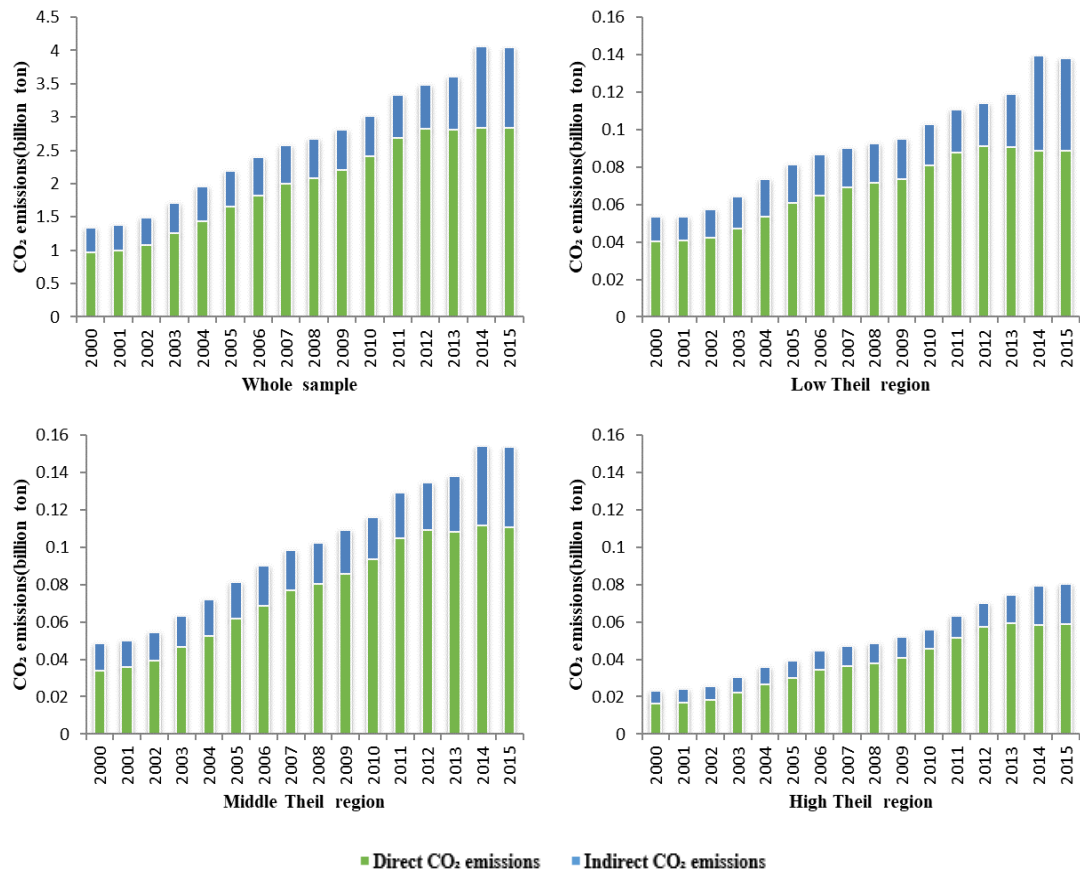 CO₂ emissions(billion ton)
4.5
4
3.5
3
2.5
2
1.5
1
0.5
0
2000 2001 2002 2003 2004 2005 2006 2007 2008 2009 2010 2011 2012 2013 2014 2015
Whole sample
CO₂ emissions(billion ton)
0.16
0.14
0.12
0.1
0.08
0.06
0.04
0.02
0
2000 2001 2002 2003 2004 2005 2006 2007 2008 2009 2010 2011 2012 2013 2014 2015
Low Theil region
CO₂ emissions(billion ton)
0.16
0.14
0.12
0.1
0.08
0.06
0.04
0.02
0
2000 2001 2002 2003 2004 2005 2006 2007 2008 2009 2010 2011 2012 2013 2014 2015
Middle Theil region
CO₂ emissions(billion ton)
0.16
0.14
0.12
0.1
0.08
0.06
0.04
0.02
0
2000 2001 2002 2003 2004 2005 2006 2007 2008 2009 2010 2011 2012 2013 2014 2015
High Theil region
Direct CO₂ emissions Indirect CO₂ emissions